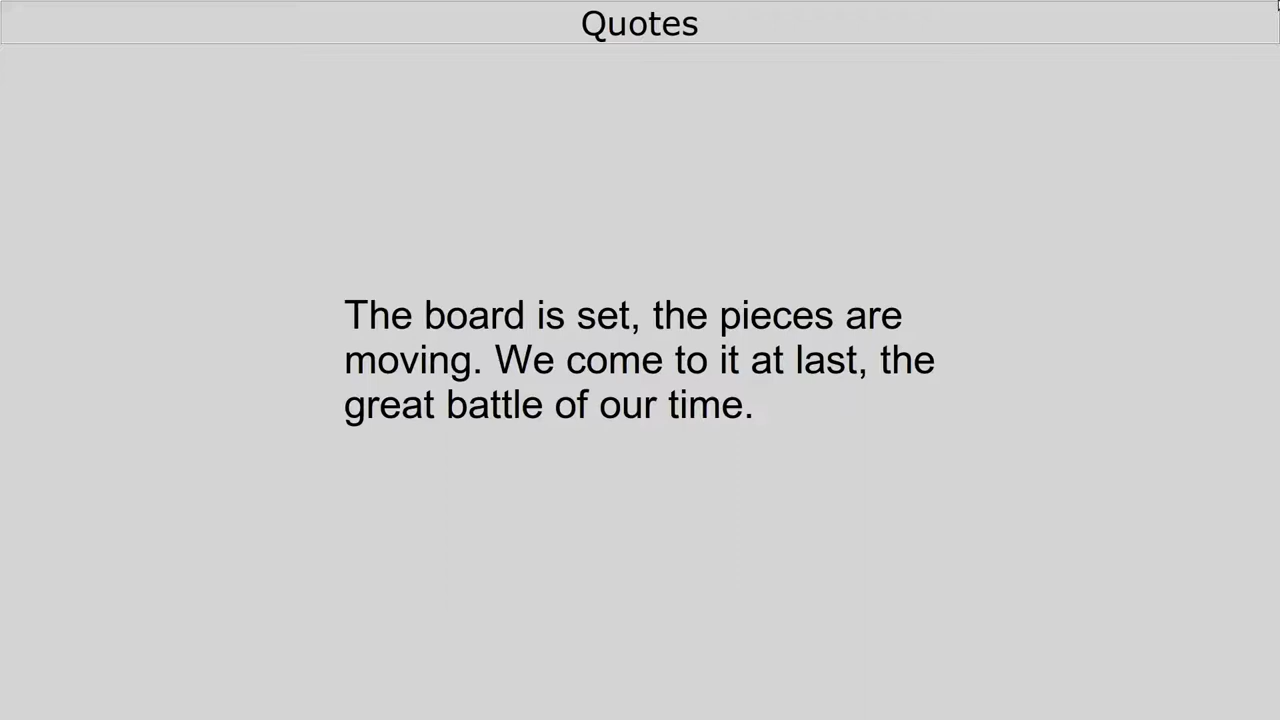 Quotes
The board is set, the pieces are
moving. We come to it at last, the
great battle of our time.